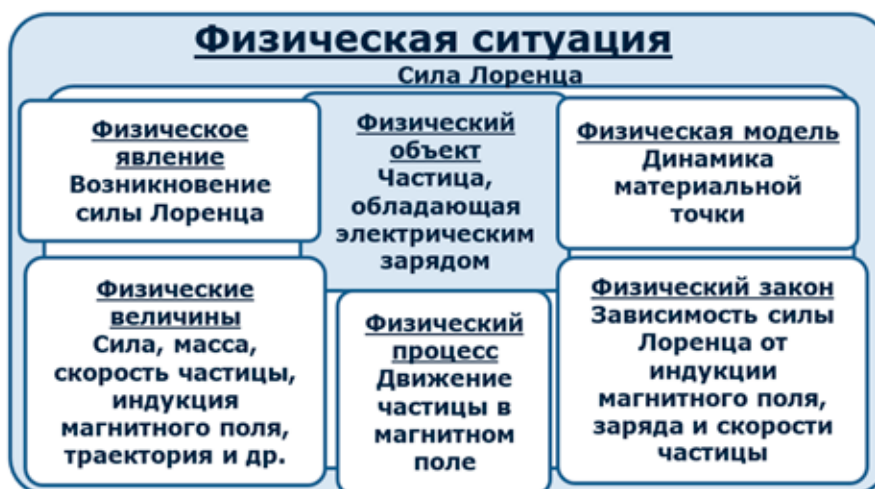 Физическая ситуация
Сила Лоренца
Физическое
явление
Возникновение
силы Лоренца
Физический
объект
Частица,
обладающая
электрическим
зарядом
Физическая модель
Динамика
материальной
точки
Физические
величины
Сила, масса,
скорость частицы,
индукция
магнитного поля,
траектория и др.
Физический
процесс
Движение
частицы в
магнитном
поле
Физический закон
Зависимость силы
Лоренца от
индукции
магнитного поля,
заряда и скорости
частицы